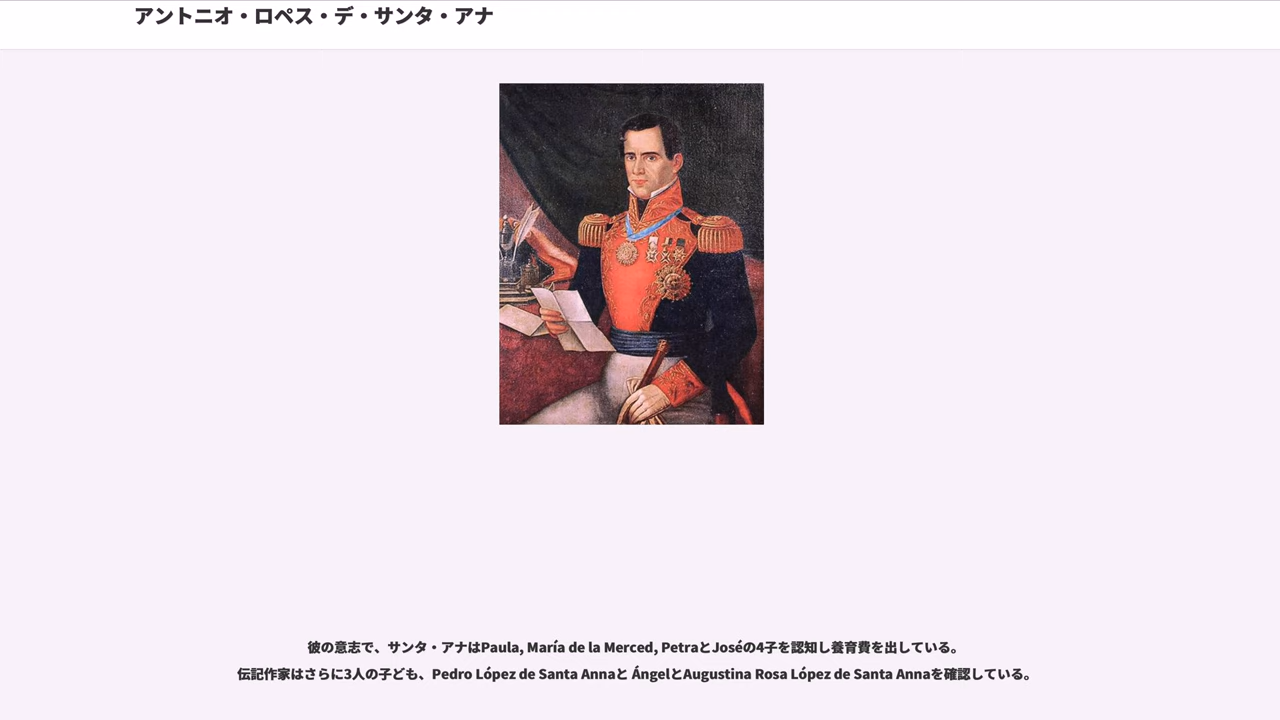 アントニオ・ロペス・デ・サンタ・アナ
彼の意志で、サンタ・アナはPaula, María de la Merced, PetraとJoséの4子を認知し養育費を出している。
伝記作家はさらに3人の子ども、Pedro López de Santa Annaと ÁngelとAugustina Rosa López de Santa Annaを確認している。